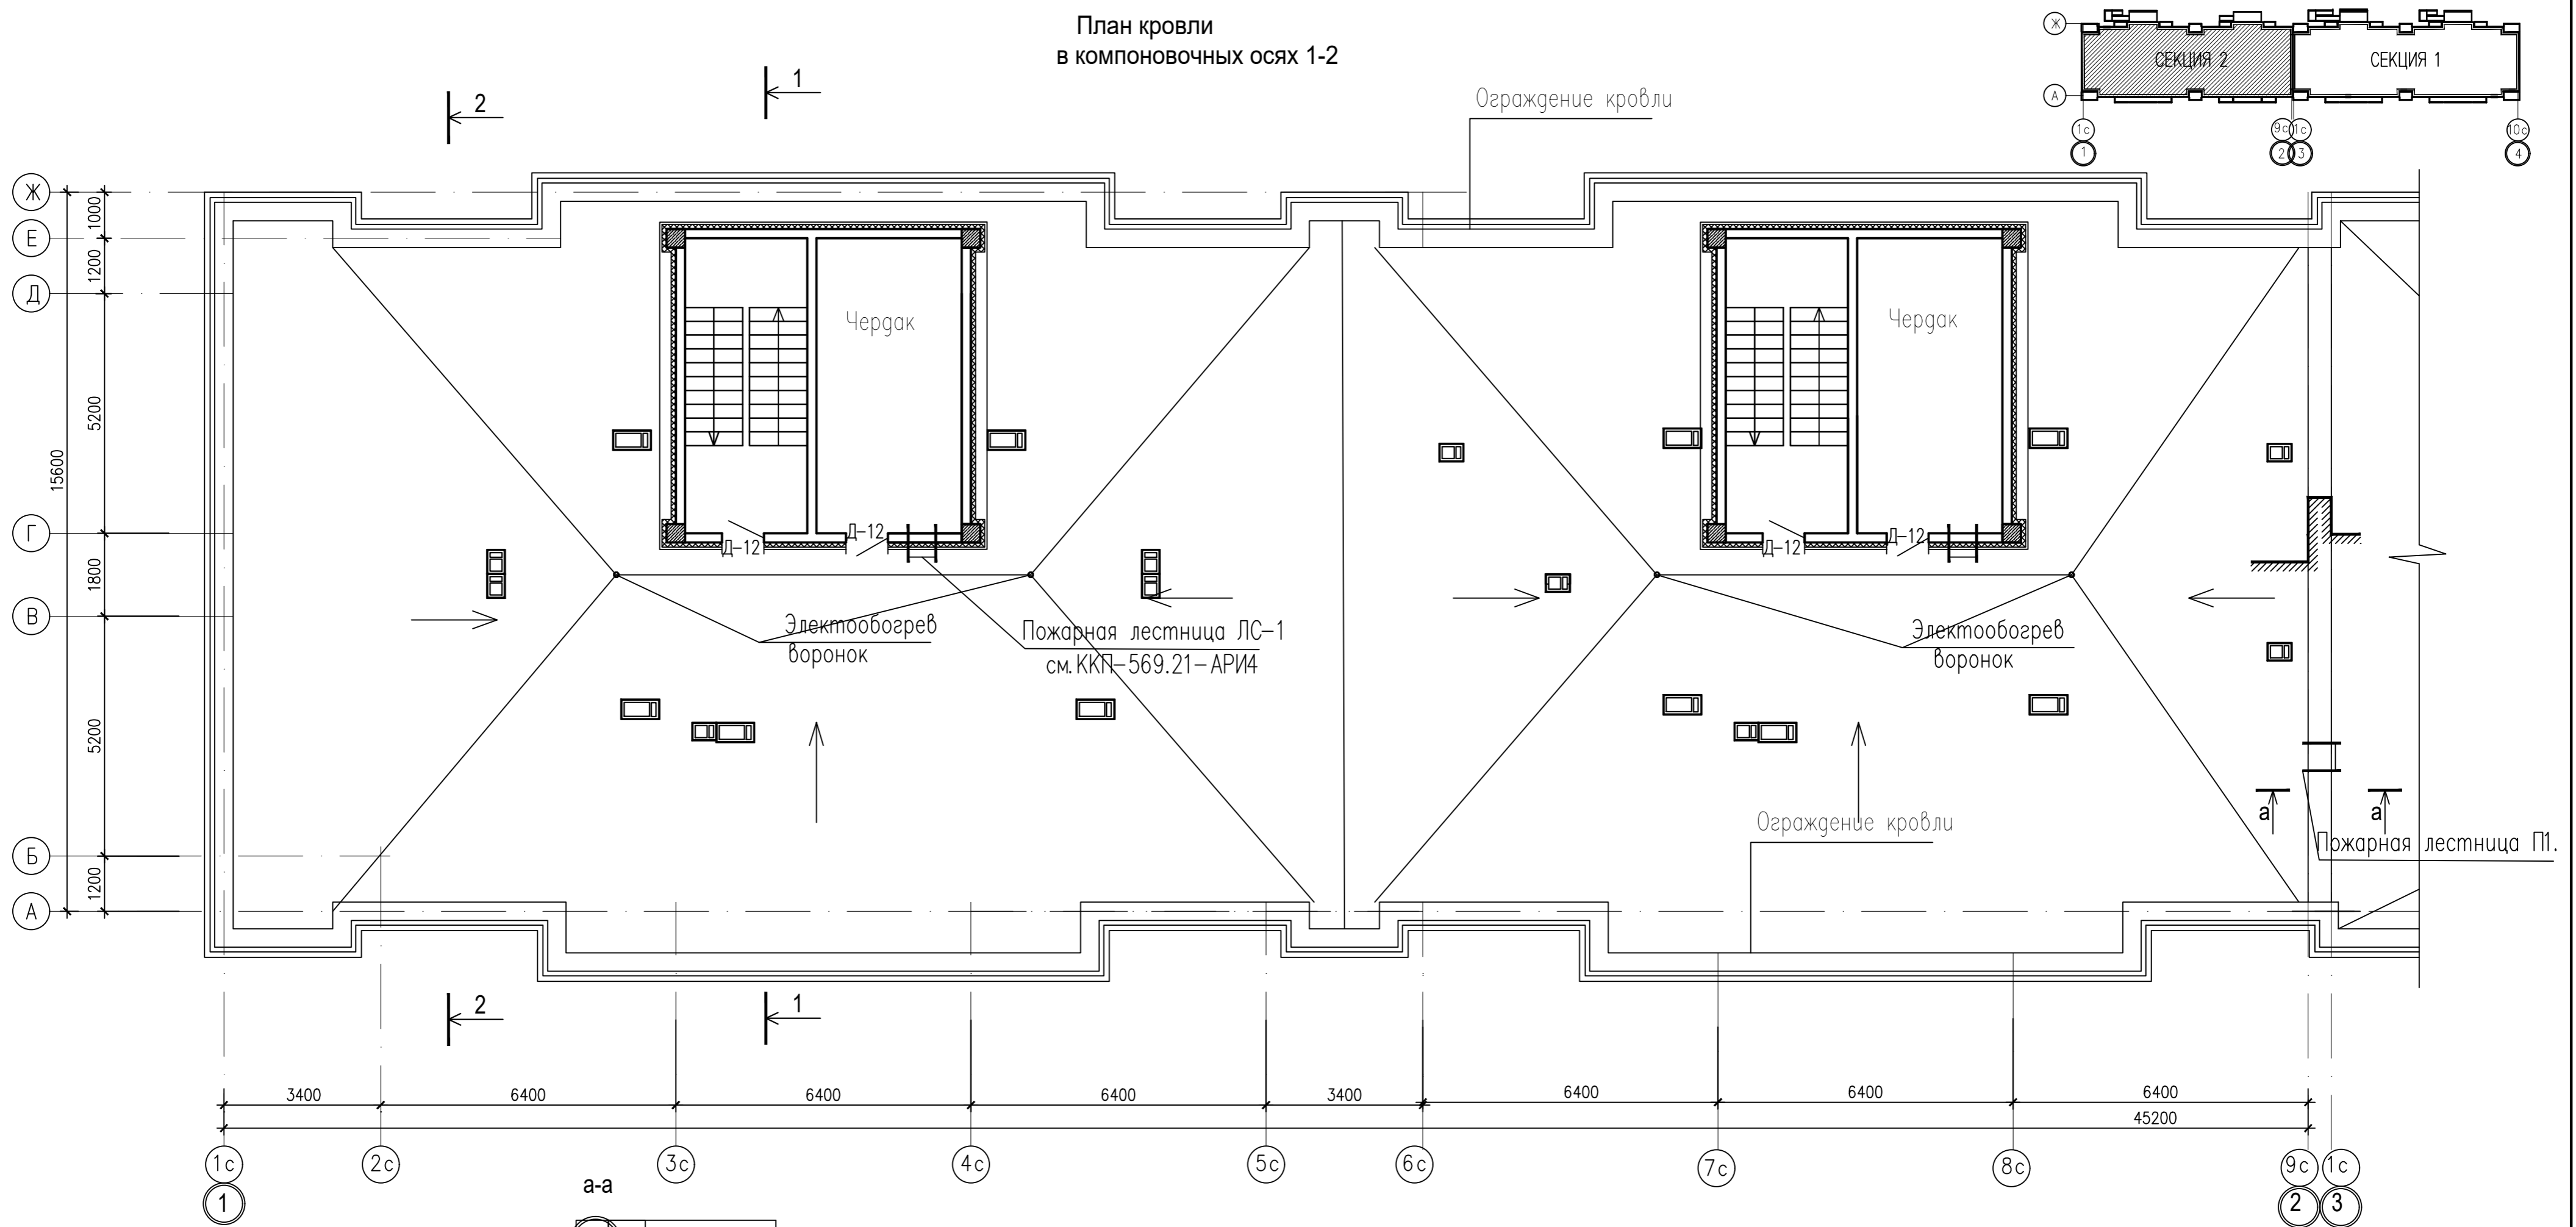 План кровли
в компоновочных осях 1-2
Ж
А
СЕКЦИЯ 2
СЕКЦИЯ 1
1с
9с
1с
10с
1
2
3
4
2
1
Ограждение кровли
Ж
Е
Д
Г
В
Б
А
1000
1200
5200
1800
5200
1200
15600
Чердак
Чердак
Д-12
Д-12
Д-12
Д-12
Электообогрев
воронок
Пожарная лестница ЛС-1
см.ККП-569.21-АРИ4
Электообогрев
воронок
Ограждение кровли
а
а
Пожарная лестница П1.
2
1
3400
6400
6400
6400
3400
6400
6400
6400
45200
1с
2с
3с
4с
5с
6с
7с
8с
9с
1с
1
2
3
а-а